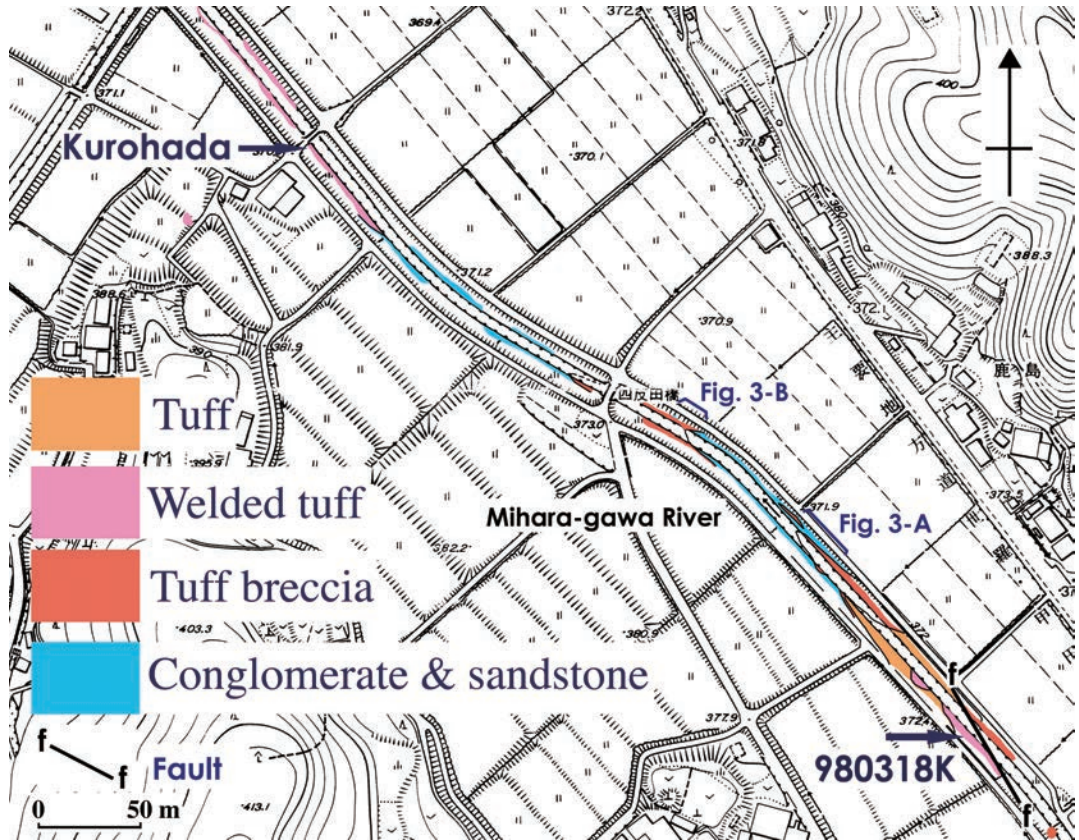 369.4
372.2
371.1
400
Kurohada
371.8
370.1
380
388.3
371.2
388.6
372.1
390
381.9
370.9
鹿島
Fig. 3-B
四反田橋
Tuff
373.0
395.9
371.9
373.5
Welded tuff
Mihara-gawa River
Fig. 3-A
Tuff breccia
403.3
380.9
372
f
Conglomerate & sandstone
377.9
372.4
f
f
Fault
980318K
0 50 m
413.1
f